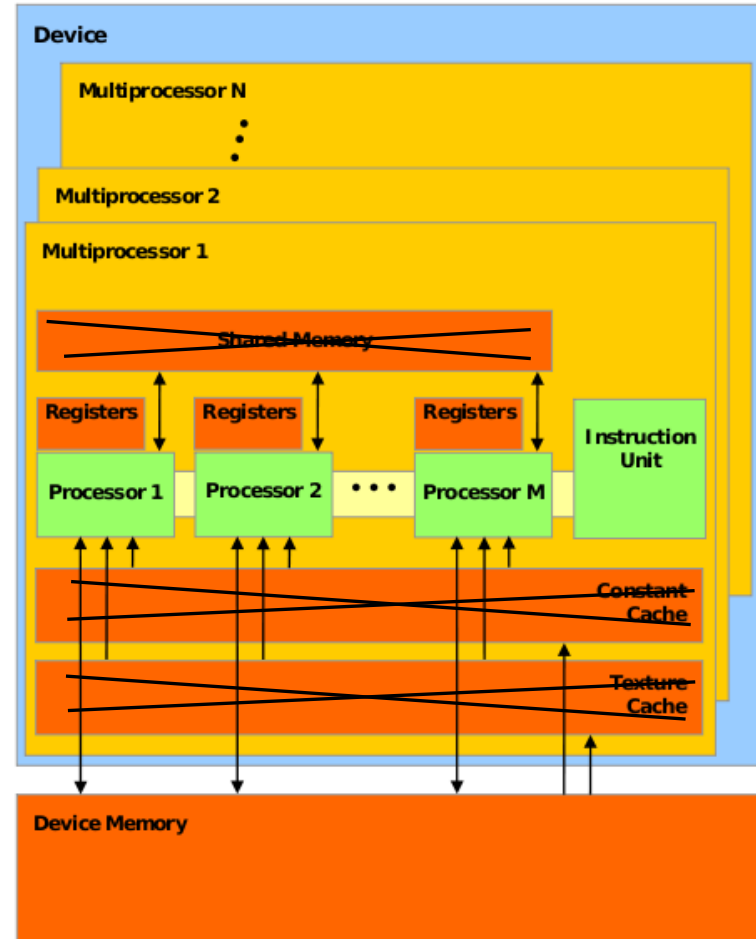 Device
Multiprocessor N
Multiprocessor 2
Multiprocessor 1
Shared Memory
Registers
Registers
Registers
Instruction
Unit
Processor 1
Processor 2
Processor M
Constant
Cache
Texture
Cache
Device Memory